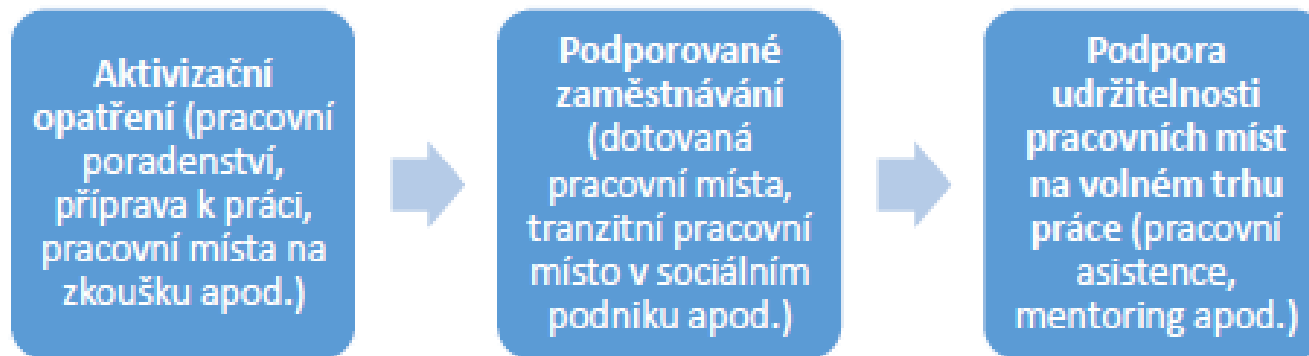 Aktivizační
opatření (pracovní
poradenství,
příprava k práci,
pracovní místa na
zkoušku apod.)
Podporované
zaměstnávání
(dotovaná
pracovní místa,
tranzitní pracovní
místo v sociálním
podniku apod.)
Podpora
udržitelnosti
pracovních míst
na volném trhu
práce (pracovní
asistence,
mentoring apod.)